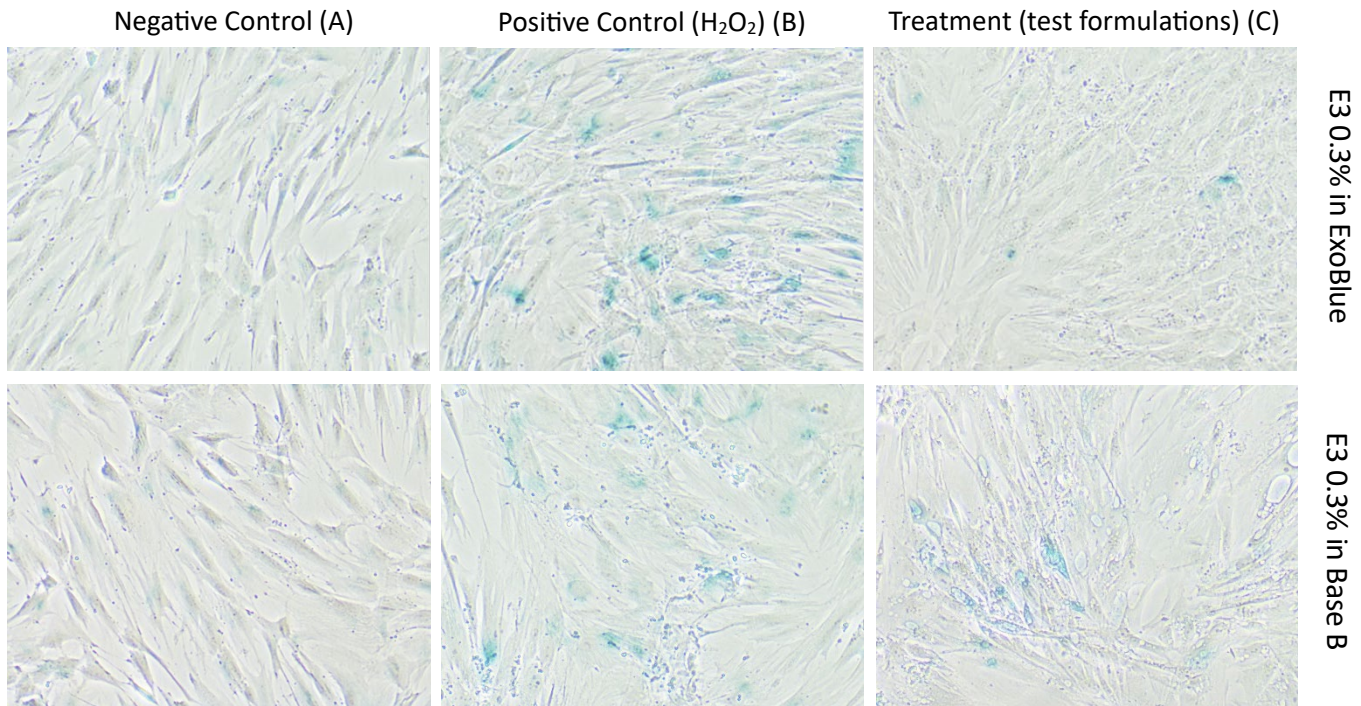 Negative Control (A)
Positive Control (H₂O₂) (B)
Treatment (test formulations) (C)
E3 0.3% in ExoBlue
E3 0.3% in Base B